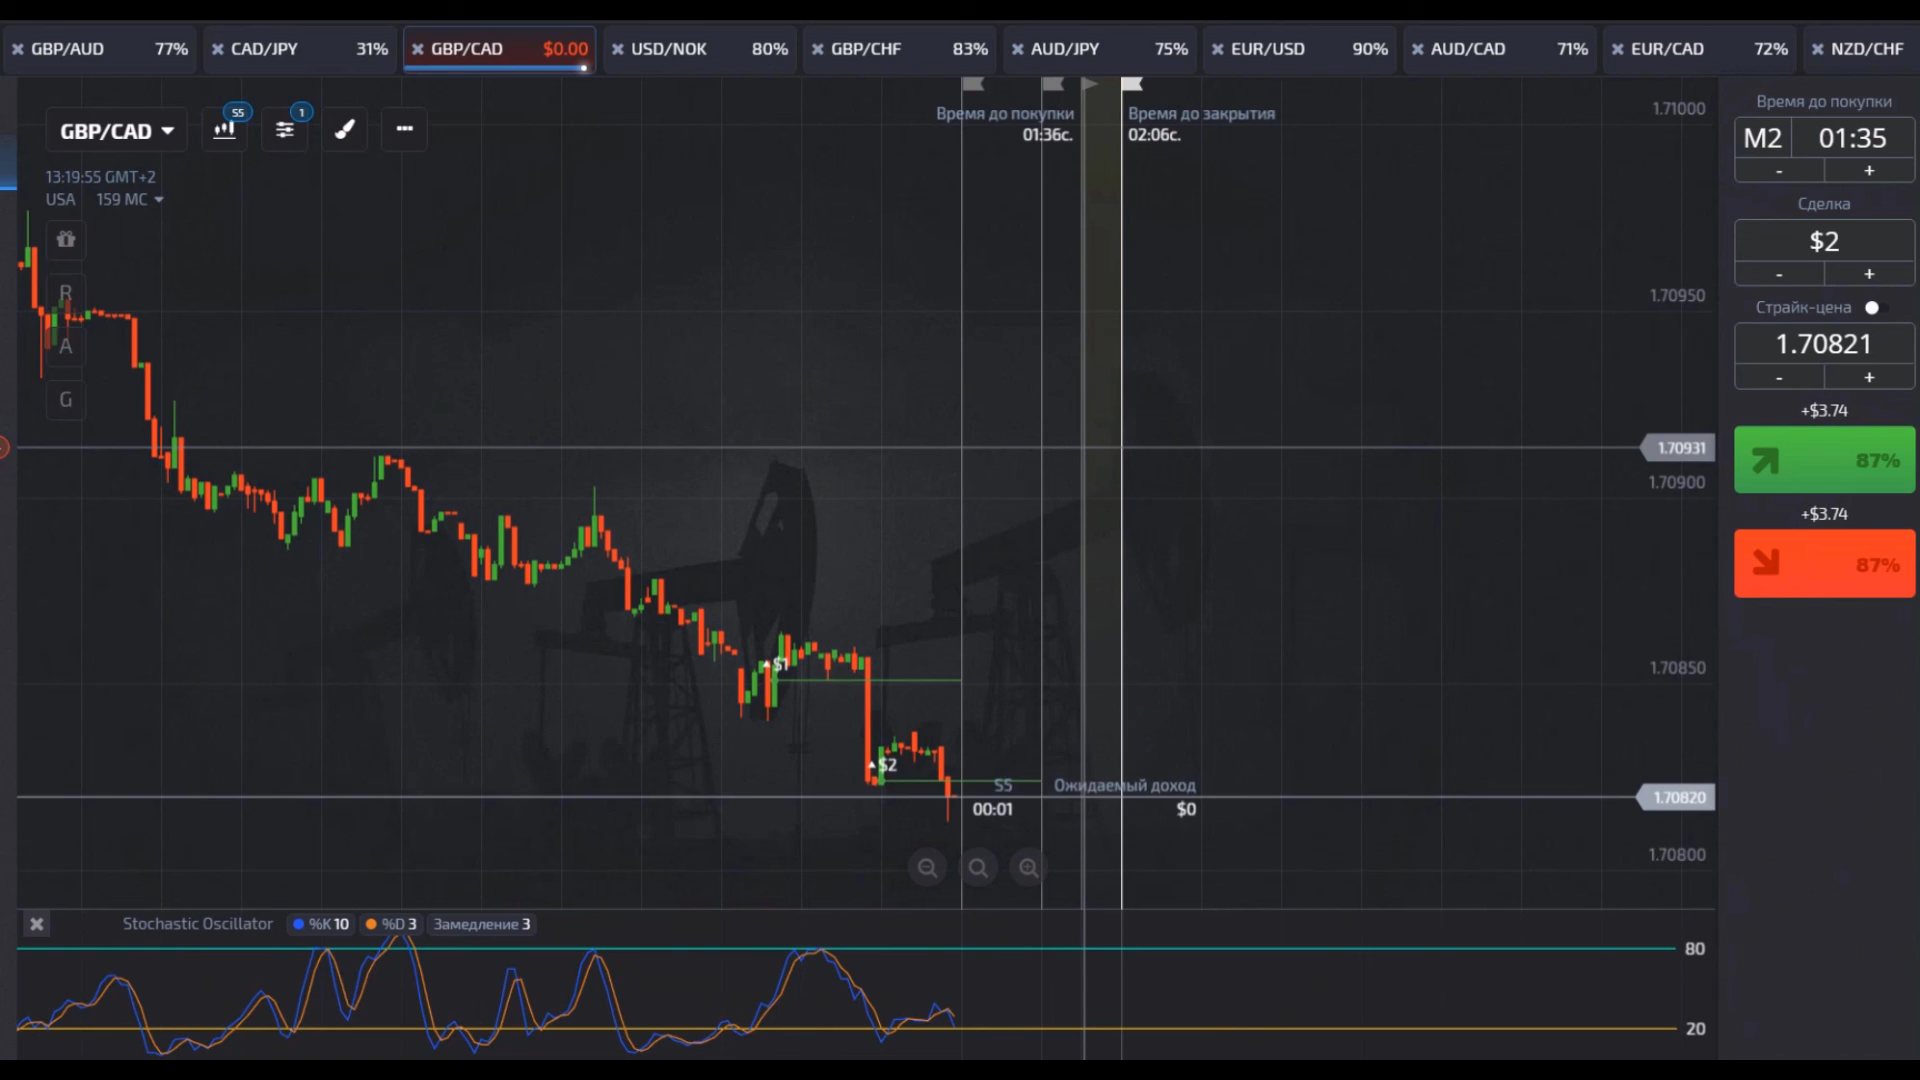 GBP/AUD 77% CAD/JPY 31% GBP/CAD $0.00 USD/NOK 80% GBP/CHF 83% AUD/JPY 75% EUR/USD 90% AUD/CAD 71% EUR/CAD 72% NZD/CHF
GBP/CAD
S5
1
13:19:55 GMT+2
USA 159 МС
R
A
G
Время до покупки
01:36с.
Время до закрытия
02:06с.
1.71000
1.70950
1.70931
1.70900
1.70850
1.70820
1.70800
$1
$2
S5
00:01
Ожидаемый доход
$0
Время до покупки
M2 01:35
- +
Сделка
$2
- +
Страйк-цена
1.70821
- +
+$3.74
87%
+$3.74
87%
Stochastic Oscillator %K 10 %D 3 Замедление 3
80
20